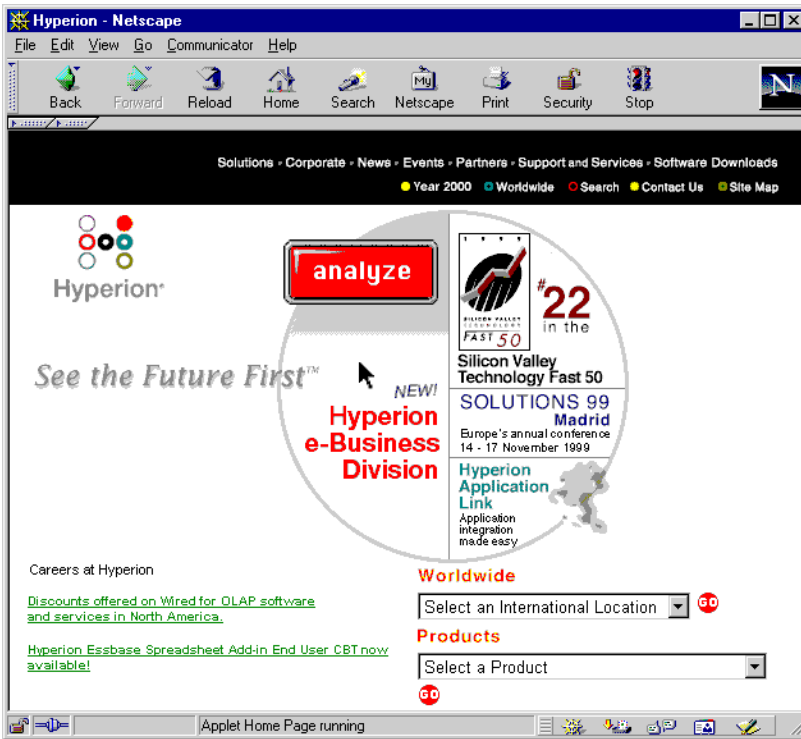 Hyperion - Netscape
File Edit View Go Communicator Help
Back Forward Reload Home Search Netscape Print Security Stop
My
N
Solutions Corporate News Events Partners Support and Services Software Downloads
Year 2000 Worldwide Search Contact Us Site Map
Hyperion
analyze
SILICON VALLEY
TECHNOLOGY
FAST 50
#22
in the
Silicon Valley
Technology Fast 50
See the Future First™
NEW!
Hyperion
e-Business
Division
SOLUTIONS 99
Madrid
Europe's annual conference
14 - 17 November 1999
Hyperion
Application
Link
Application
integration
made easy
Careers at Hyperion
Discounts offered on Wired for OLAP software
and services in North America.
Hyperion Essbase Spreadsheet Add-in End User CBT now
available!
Worldwide
Select an International Location GO
Products
Select a Product
GO
Applet Home Page running